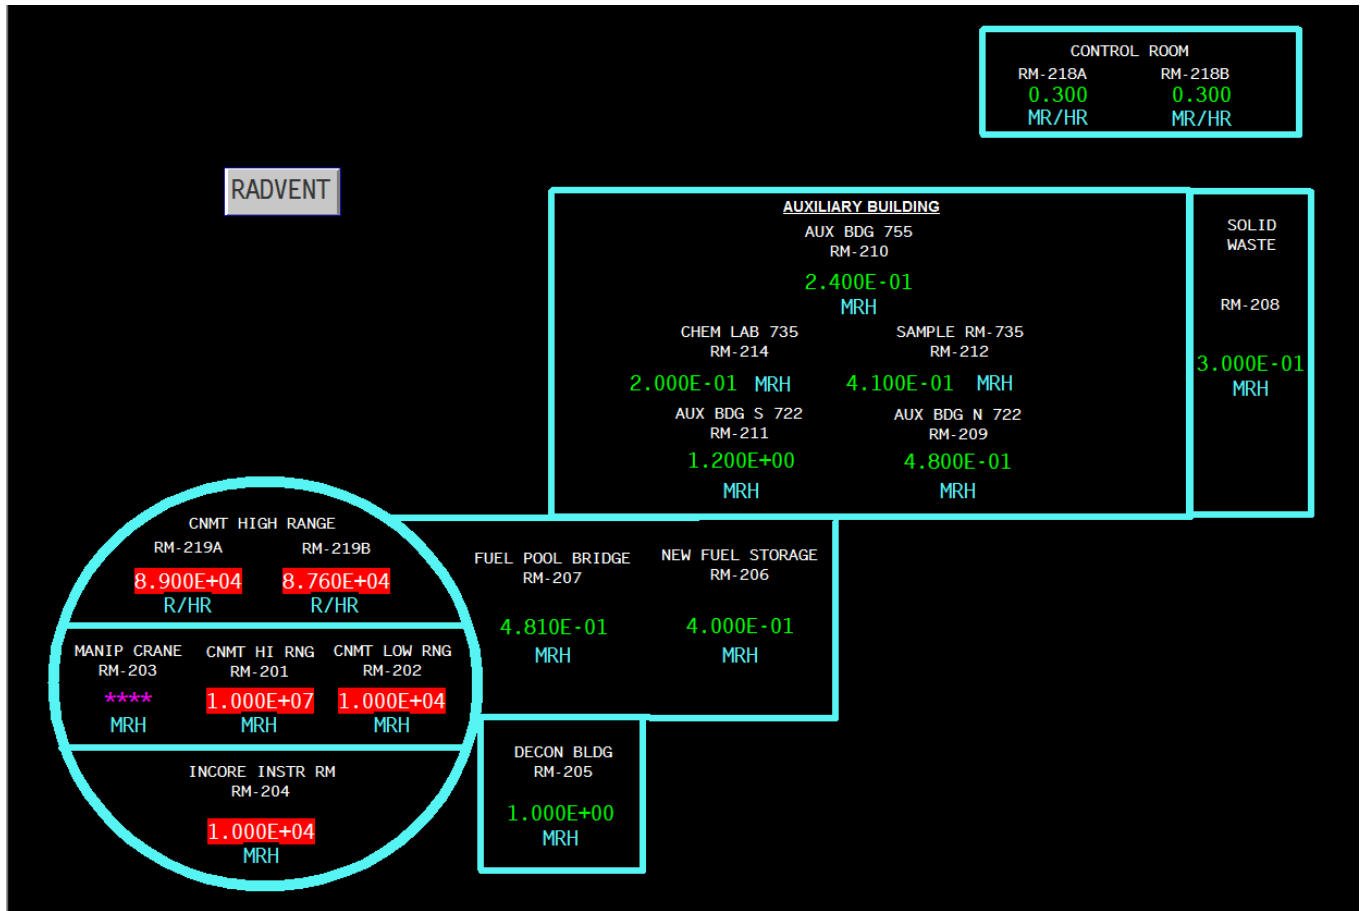 CONTROL ROOM
RM-218A RM-218B
0.300 0.300
MR/HR MR/HR
RADVENT
AUXILIARY BUILDING
AUX BDG 755
RM-210
2.400E-01
MRH
CHEM LAB 735 SAMPLE RM-735
RM-214 RM-212
2.000E-01 MRH 4.100E-01 MRH
AUX BDG S 722 AUX BDG N 722
RM-211 RM-209
1.200E+00 4.800E-01
MRH MRH
SOLID
WASTE
RM-208
3.000E-01
MRH
CNMT HIGH RANGE
RM-219A RM-219B
8.900E+04 8.760E+04
R/HR R/HR
MANIP CRANE CNMT HI RNG CNMT LOW RNG
RM-203 RM-201 RM-202
**** 1.000E+07 1.000E+04
MRH MRH MRH
INCORE INSTR RM
RM-204
1.000E+04
MRH
FUEL POOL BRIDGE NEW FUEL STORAGE
RM-207 RM-206
4.810E-01 4.000E-01
MRH MRH
DECON BLDG
RM-205
1.000E+00
MRH